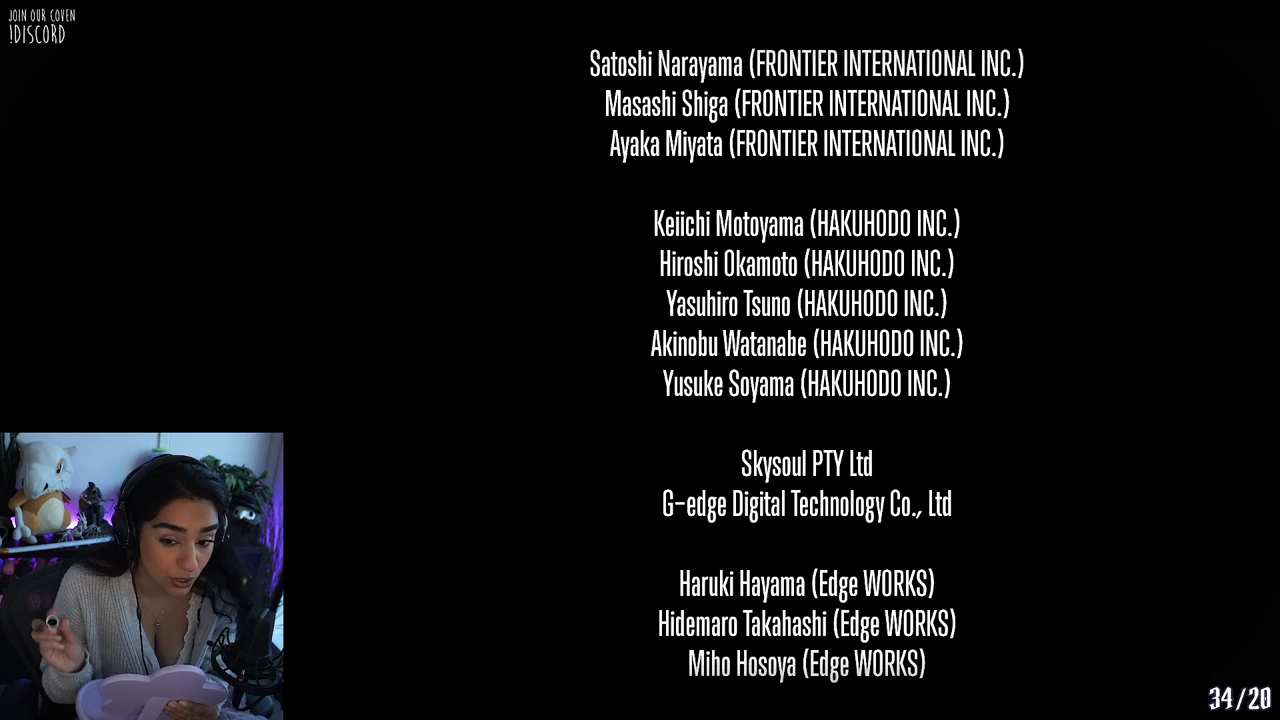 JOIN OUR COVEN
!DISCORD
Satoshi Narayama (FRONTIER INTERNATIONAL INC.)
Masashi Shiga (FRONTIER INTERNATIONAL INC.)
Ayaka Miyata (FRONTIER INTERNATIONAL INC.)
Keiichi Motoyama (HAKUHODO INC.)
Hiroshi Okamoto (HAKUHODO INC.)
Yasuhiro Tsuno (HAKUHODO INC.)
Akinobu Watanabe (HAKUHODO INC.)
Yusuke Soyama (HAKUHODO INC.)
Skysoul PTY Ltd
G-edge Digital Technology Co., Ltd
Haruki Hayama (Edge WORKS)
Hidemaro Takahashi (Edge WORKS)
Miho Hosoya (Edge WORKS)
34/20